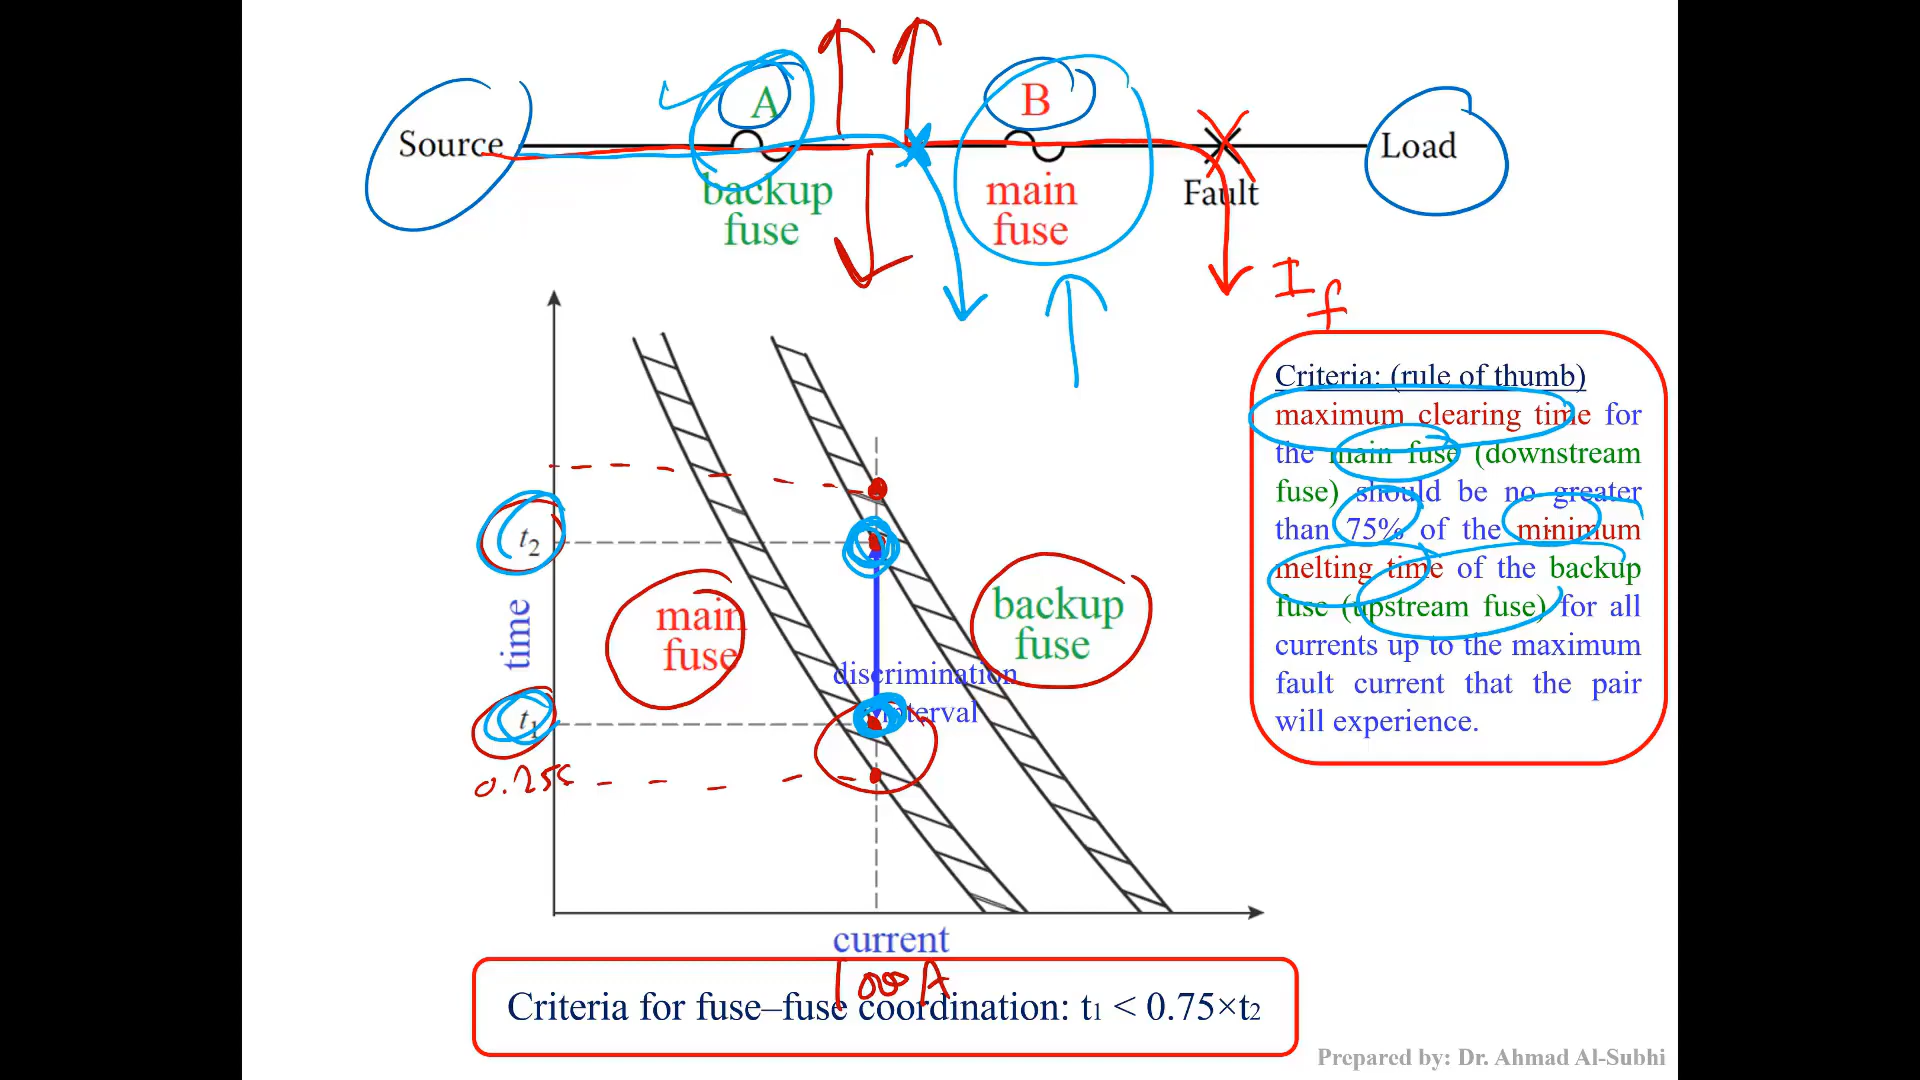 A
B
Source
Load
backup
fuse
main
fuse
Fault
If
Criteria: (rule of thumb)
maximum clearing time for
the main fuse (downstream
fuse) should be no greater
than 75% of the minimum
melting time of the backup
fuse (upstream fuse) for all
currents up to the maximum
fault current that the pair
will experience.
t2
time
main
fuse
backup
fuse
discrimination
interval
t1
0.25s
current
1000 A
Criteria for fuse–fuse coordination: t1 < 0.75×t2
Prepared by: Dr. Ahmad Al-Subhi